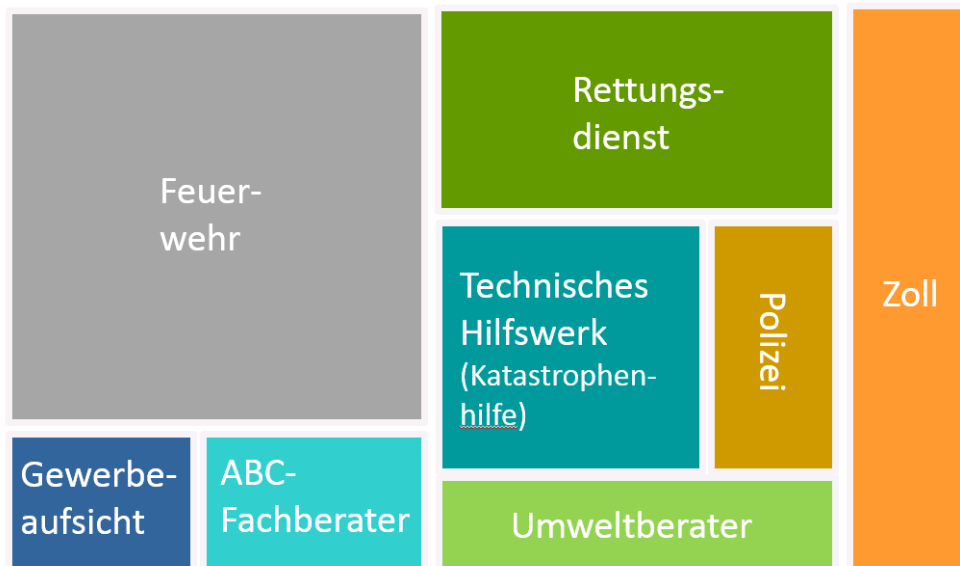 Feuer-
wehr
Rettungs-
dienst
Technisches
Hilfswerk
(Katastrophen-
hilfe)
Polizei
Zoll
Gewerbe-
aufsicht
ABC-
Fachberater
Umweltberater